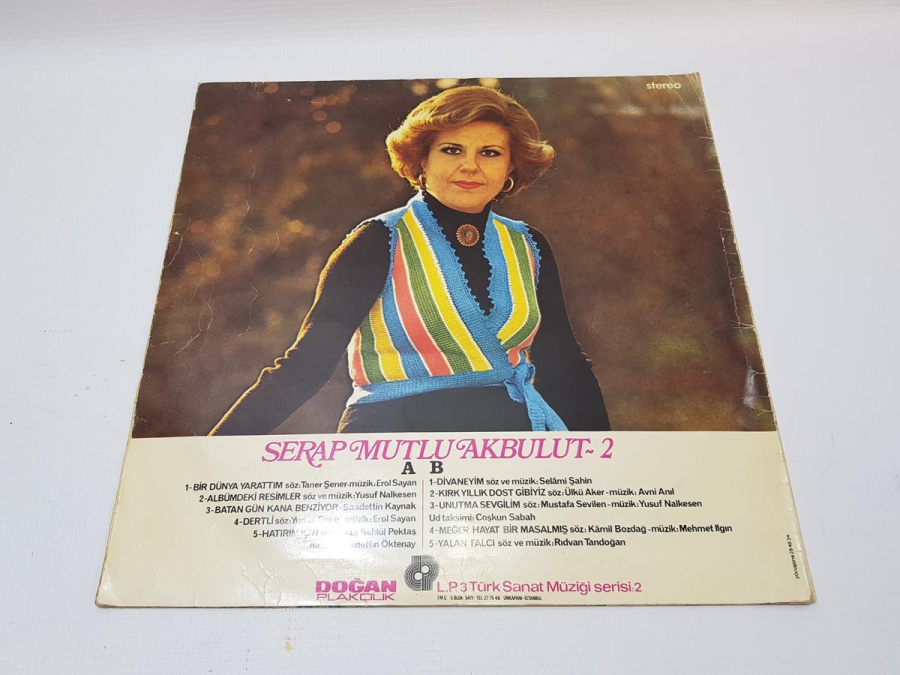 stereo
SERAP MUTLU AKBULUT~2
A B
1-BİR DÜNYA YARATTIM söz: Taner Şener-müzik: Erol Sayan
2-ALBÜMDEKİ RESİMLER söz ve müzik: Yusuf Nalkesen
3-BATAN GÜN KANA BENZİYOR-Saadettin Kaynak
4-DERTLİ söz: müzik: Erol Sayan
5-HATIRIN İÇİN Behlül Pektaş
Öktenay
1-DİVANEYİM söz ve müzik: Selâmi Şahin
2-KIRK YILLIK DOST GİBİYİZ söz: Ülkü Aker-müzik: Avni Anıl
3-UNUTMA SEVGİLİM söz: Mustafa Sevilen-müzik: Yusuf Nalkesen
Ud taksimi: Coşkun Sabah
4-MEĞER HAYAT BİR MASALMIŞ söz: Kâmil Bozdağ-müzik: Mehmet Ilgın
5-YALAN FALCI söz ve müzik: Rıdvan Tandoğan
DOĞAN
PLAKÇILIK
L.P.3 Türk Sanat Müziği serisi:2